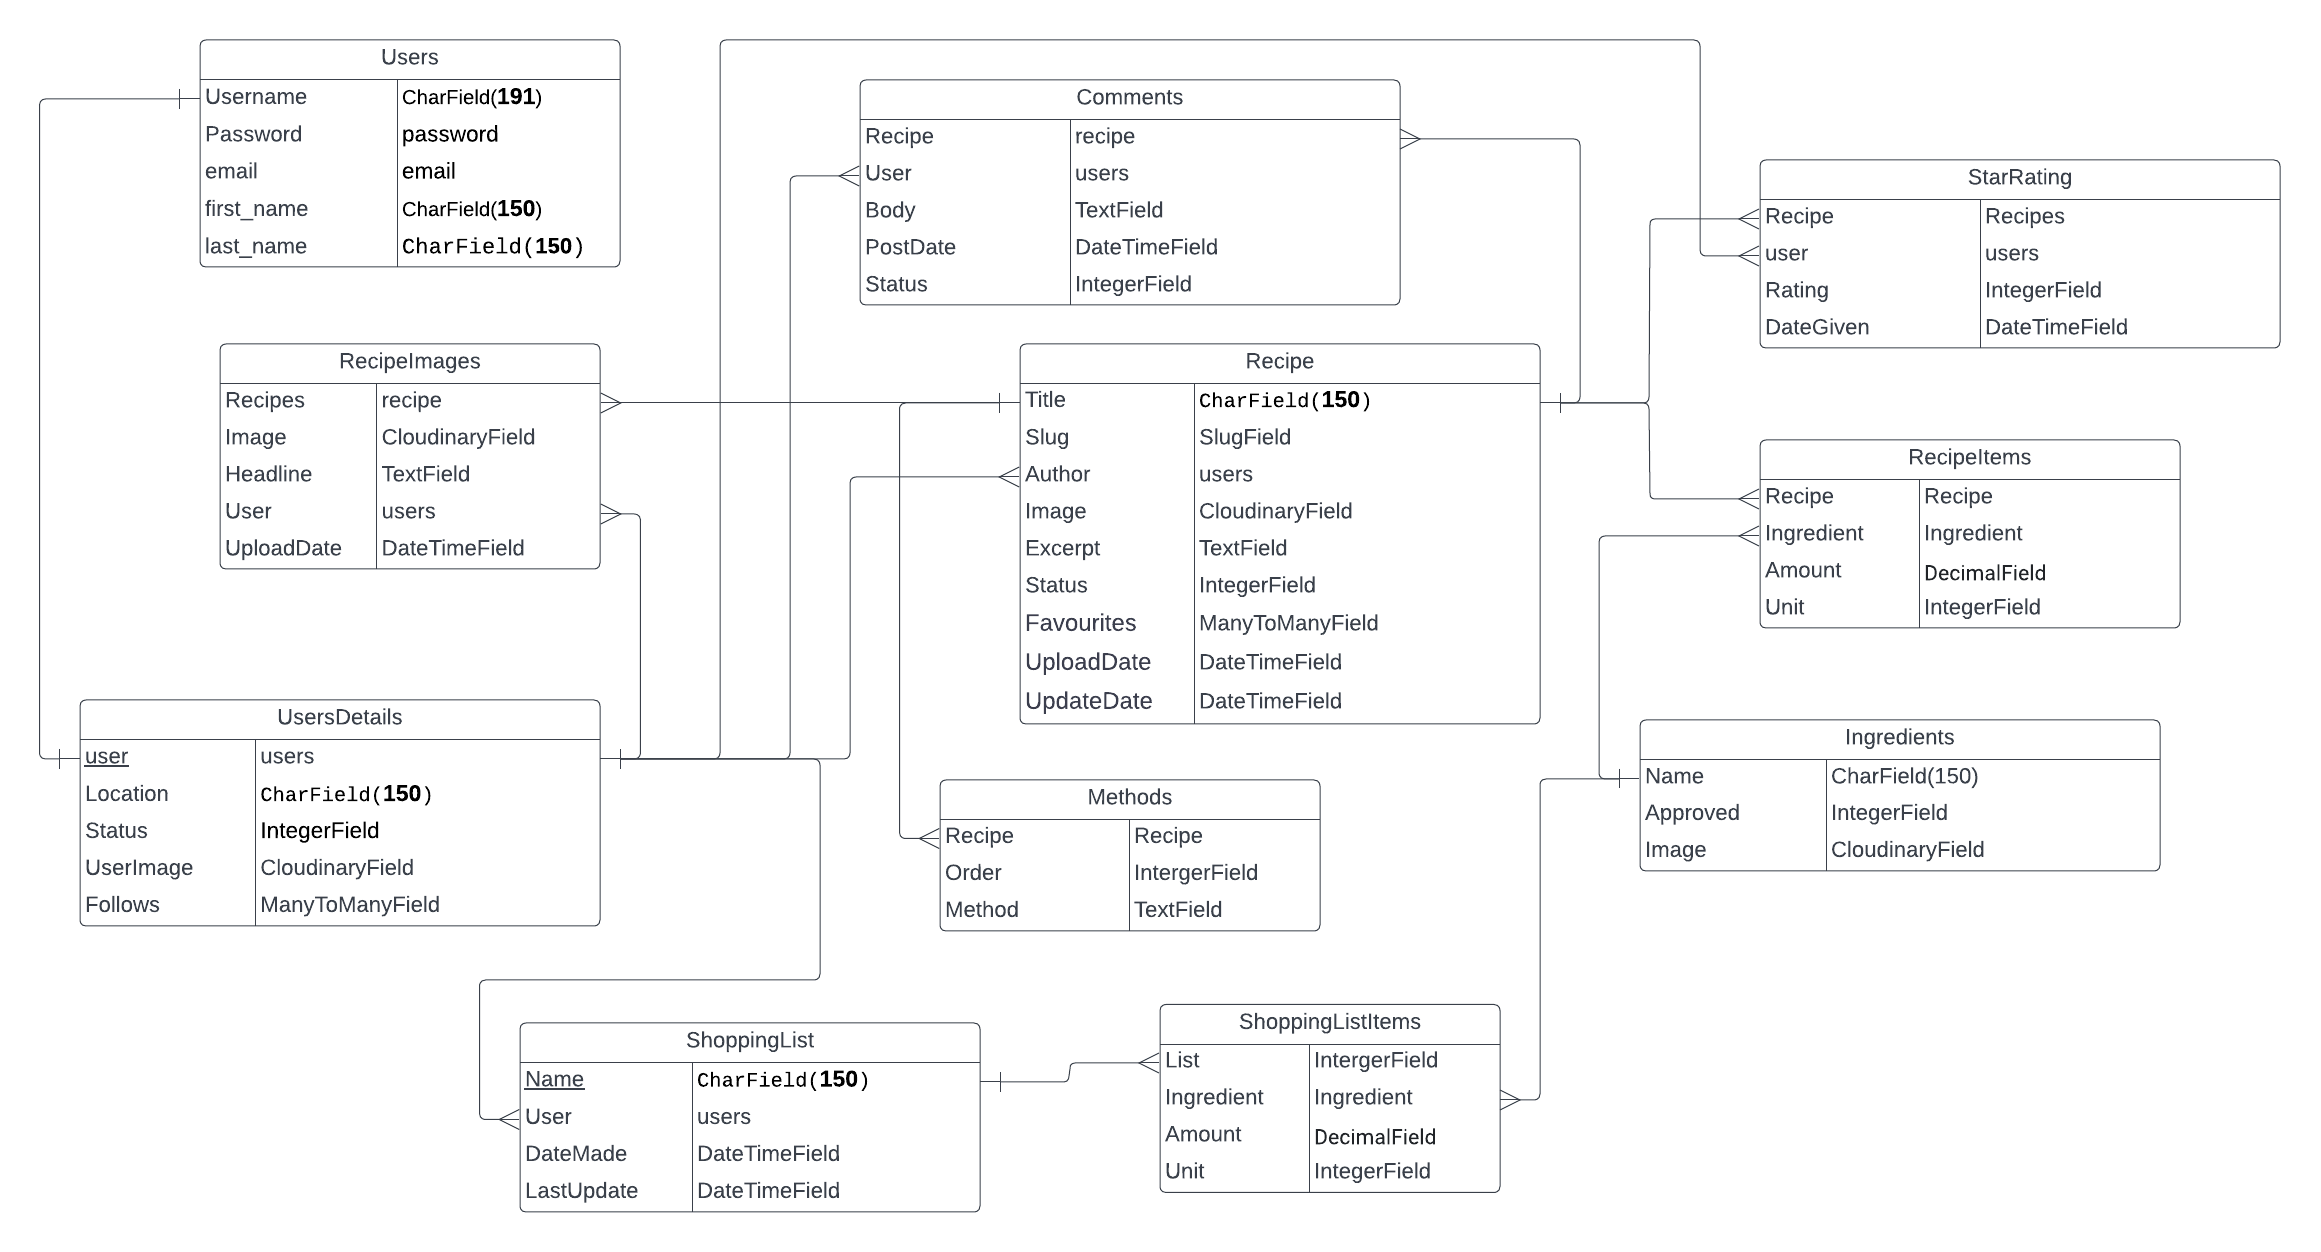 Users
Username CharField(191)
Password password
email email
first_name CharField(150)
last_name CharField(150)
Comments
Recipe recipe
User users
Body TextField
PostDate DateTimeField
Status IntegerField
StarRating
Recipe Recipes
user users
Rating IntegerField
DateGiven DateTimeField
RecipeImages
Recipes recipe
Image CloudinaryField
Headline TextField
User users
UploadDate DateTimeField
Recipe
Title CharField(150)
Slug SlugField
Author users
Image CloudinaryField
Excerpt TextField
Status IntegerField
Favourites ManyToManyField
UploadDate DateTimeField
UpdateDate DateTimeField
RecipeItems
Recipe Recipe
Ingredient Ingredient
Amount DecimalField
Unit IntegerField
UsersDetails
user users
Location CharField(150)
Status IntegerField
UserImage CloudinaryField
Follows ManyToManyField
Methods
Recipe Recipe
Order IntergerField
Method TextField
Ingredients
Name CharField(150)
Approved IntegerField
Image CloudinaryField
ShoppingList
Name CharField(150)
User users
DateMade DateTimeField
LastUpdate DateTimeField
ShoppingListItems
List IntergerField
Ingredient Ingredient
Amount DecimalField
Unit IntegerField